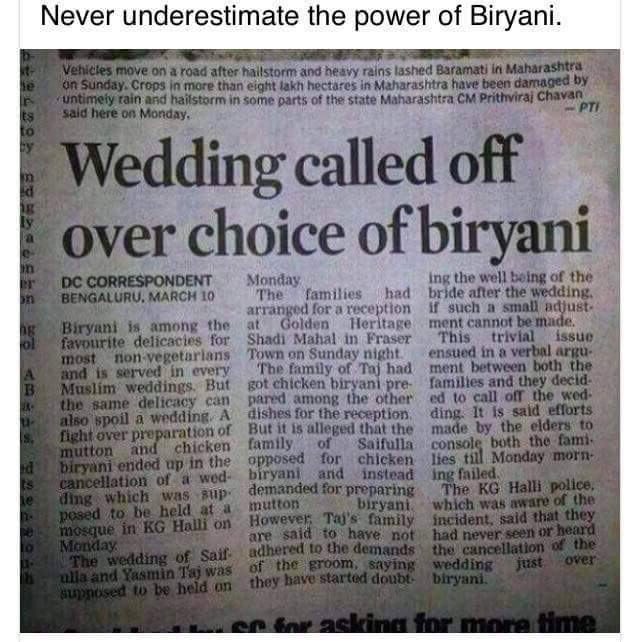 Never underestimate the power of Biryani.
Vehicles move on a road after hailstorm and heavy rains lashed Baramati in Maharashtra
on Sunday. Crops in more than eight lakh hectares in Maharashtra have been damaged by
untimely rain and hailstorm in some parts of the state Maharashtra CM Prithviraj Chavan
said here on Monday.
— PTI
Wedding called off
over choice of biryani
DC CORRESPONDENT
BENGALURU, MARCH 10
Biryani is among the
favourite delicacies for
most non-vegetarians
and is served in every
Muslim weddings. But
the same delicacy can
also spoil a wedding. A
fight over preparation of
mutton and chicken
biryani ended up in the
cancellation of a wed-
ding which was sup-
posed to be held at a
mosque in KG Halli on
Monday
The wedding of Saif-
ulla and Yasmin Taj was
supposed to be held on
Monday
The families had
arranged for a reception
at Golden Heritage
Shadi Mahal in Fraser
Town on Sunday night.
The family of Taj had
got chicken biryani pre-
pared among the other
dishes for the reception.
But it is alleged that the
family of Saifulla
opposed for chicken
biryani and instead
demanded for preparing
mutton biryani.
However, Taj's family
are said to have not
adhered to the demands
of the groom, saying
they have started doubt-
ing the well being of the
bride after the wedding,
if such a small adjust-
ment cannot be made.
This trivial issue
ensued in a verbal argu-
ment between both the
families and they decid-
ed to call off the wed-
ding. It is said efforts
made by the elders to
console both the fami-
lies till Monday morn-
ing failed.
The KG Halli police,
which was aware of the
incident, said that they
had never seen or heard
the cancellation of the
wedding just over
biryani.
for asking for more time